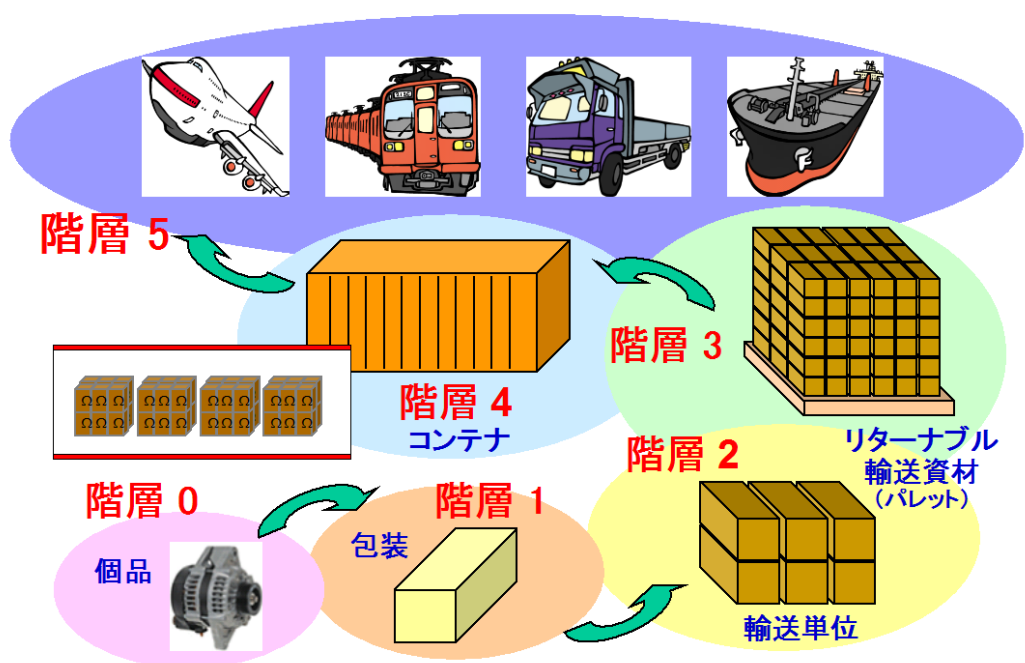 階層 5
階層 3
階層 4
コンテナ
Ω Ω Ω Ω Ω Ω Ω Ω Ω Ω Ω Ω
Ω Ω Ω Ω Ω Ω Ω Ω Ω Ω Ω Ω
リターナブル
輸送資材
（パレット）
階層 2
階層 0
階層 1
個品
包装
輸送単位